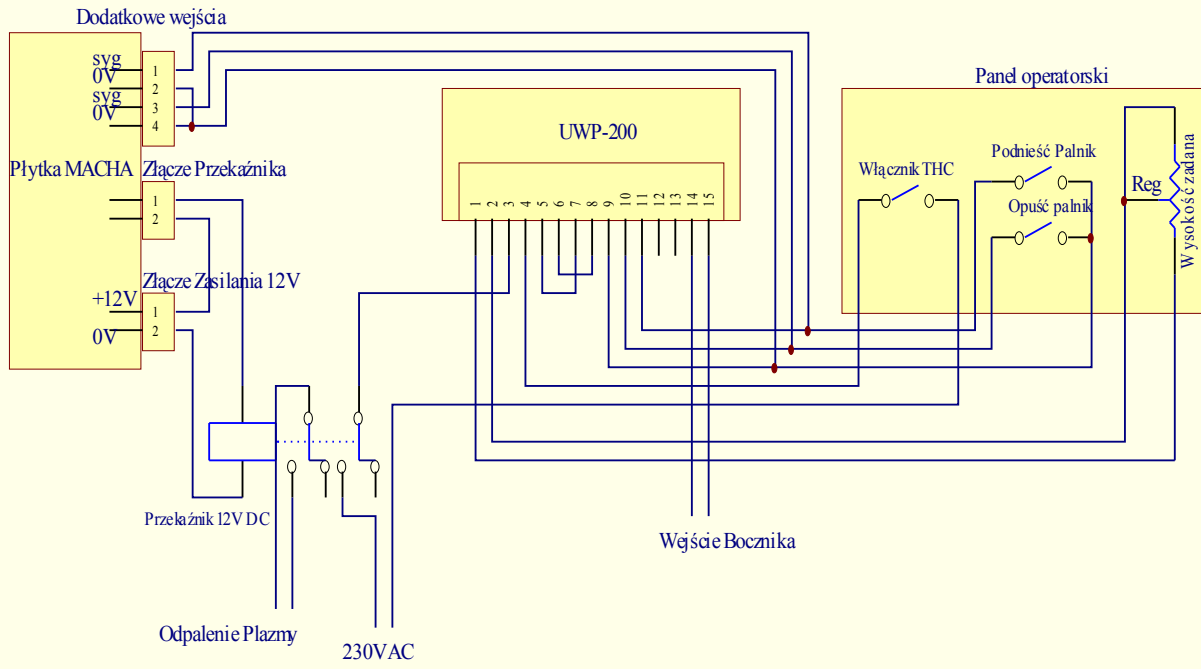 Dodatkowe wejścia
svg
0V
svg
0V
1
2
3
4
Płytka MACHA
Złącze Przekaźnika
1
2
Złącze Zasilania 12V
+12V
0V
1
2
Przekaźnik 12V DC
Odpalenie Plazmy
230VAC
UWP-200
1 2 3 4 5 6 7 8 9 10 11 12 13 14 15
Wejście Bocznika
Panel operatorski
Włącznik THC
Podnieść Palnik
Opuść palnik
Reg
Wysokość zadana